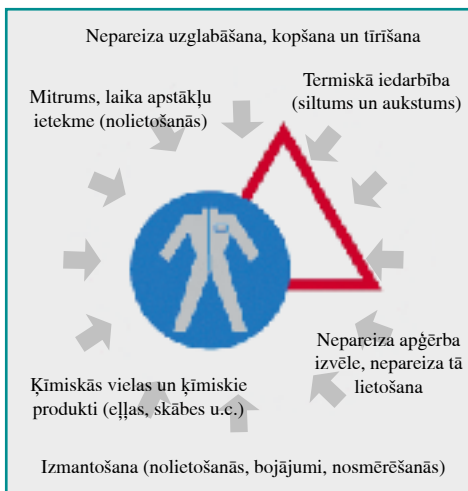 Nepareiza uzglabāšana, kopšana un tīrīšana
Mitrums, laika apstākļu
ietekme (nolietošanās)
Termiskā iedarbība
(siltums un aukstums)
Ķīmiskās vielas un ķīmiskie
produkti (eļļas, skābes u.c.)
Nepareiza apģērba
izvēle, nepareiza tā
lietošana
Izmantošana (nolietošanās, bojājumi, nosmērēšanās)